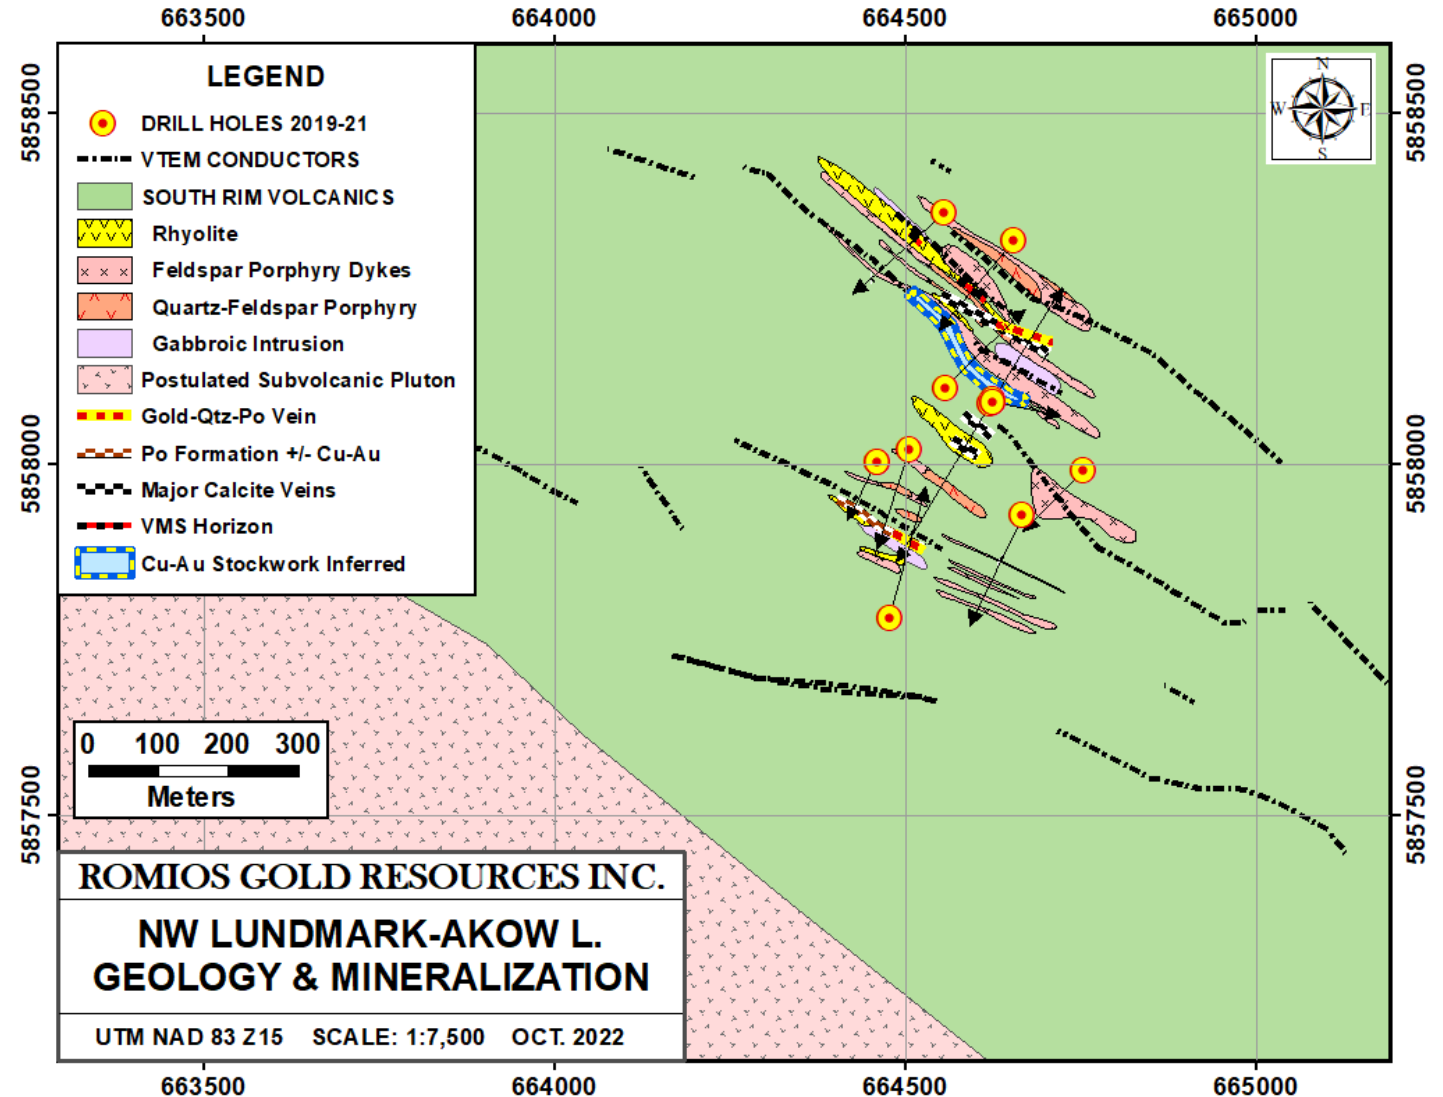 663500 664000 664500 665000
5858500 5858500
LEGEND
DRILL HOLES 2019-21
VTEM CONDUCTORS
SOUTH RIM VOLCANICS
Rhyolite
Feldspar Porphyry Dykes
Quartz-Feldspar Porphyry
Gabbroic Intrusion
Postulated Subvolcanic Pluton
Gold-Qtz-Po Vein
Po Formation +/- Cu-Au
Major Calcite Veins
VMS Horizon
Cu-Au Stockwork Inferred
N
W E
S
5858000 5858000
0 100 200 300
Meters
5857500 5857500
ROMIOS GOLD RESOURCES INC.
NW LUNDMARK-AKOW L.
GEOLOGY & MINERALIZATION
UTM NAD 83 Z15 SCALE: 1:7,500 OCT. 2022
663500 664000 664500 665000